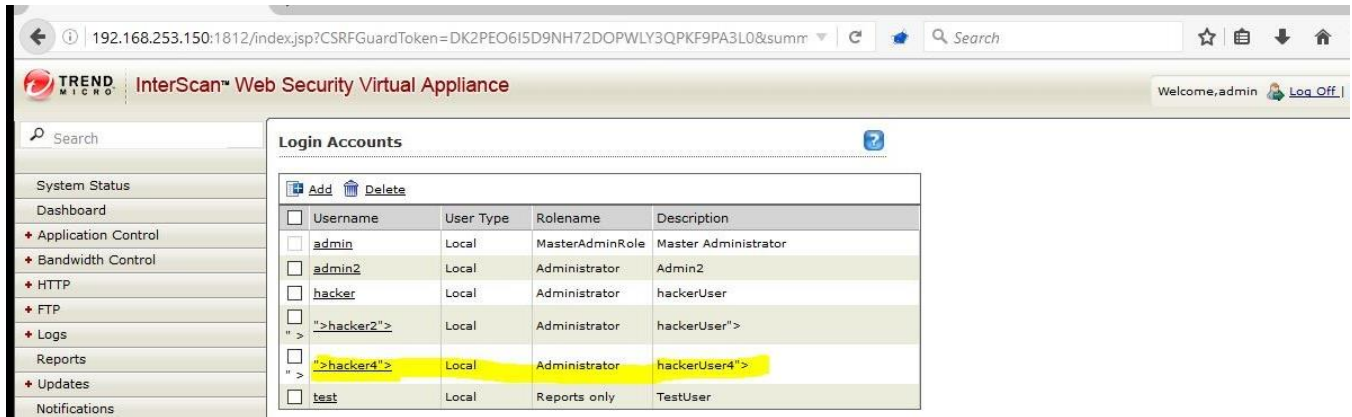 192.168.253.150:1812/index.jsp?CSRFGuardToken=DK2PEO6I5D9NH72DOPWLY3QPKF9PA3L0&summ
Search
TREND MICRO InterScan™ Web Security Virtual Appliance
Welcome,admin Log Off |
Search
Login Accounts
System Status
Dashboard
+ Application Control
+ Bandwidth Control
+ HTTP
+ FTP
+ Logs
Reports
+ Updates
Notifications
Add Delete
Username User Type Rolename Description
admin Local MasterAdminRole Master Administrator
admin2 Local Administrator Admin2
hacker Local Administrator hackerUser
" > ">hacker2"> Local Administrator hackerUser">
" > ">hacker4"> Local Administrator hackerUser4">
test Local Reports only TestUser